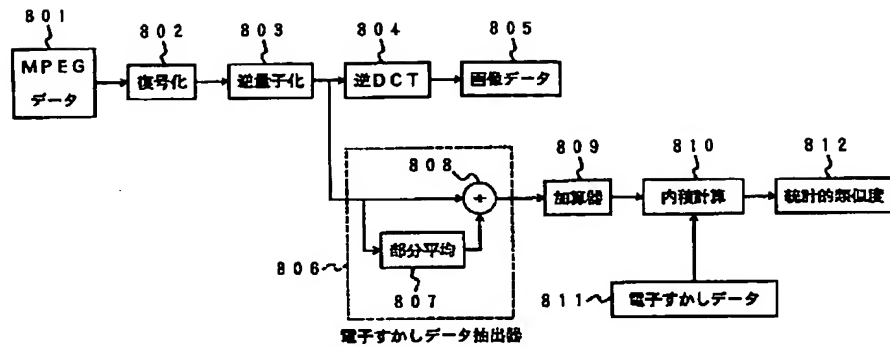 ８０１
８０２
８０３
８０４
８０５
ＭＰＥＧ
データ
復号化
逆量子化
逆ＤＣＴ
画像データ
８０８
８０９
８１０
８１２
＋
加算器
内積計算
統計的類似度
部分平均
８０６
８０７
８１１
電子すかしデータ
電子すかしデータ抽出器